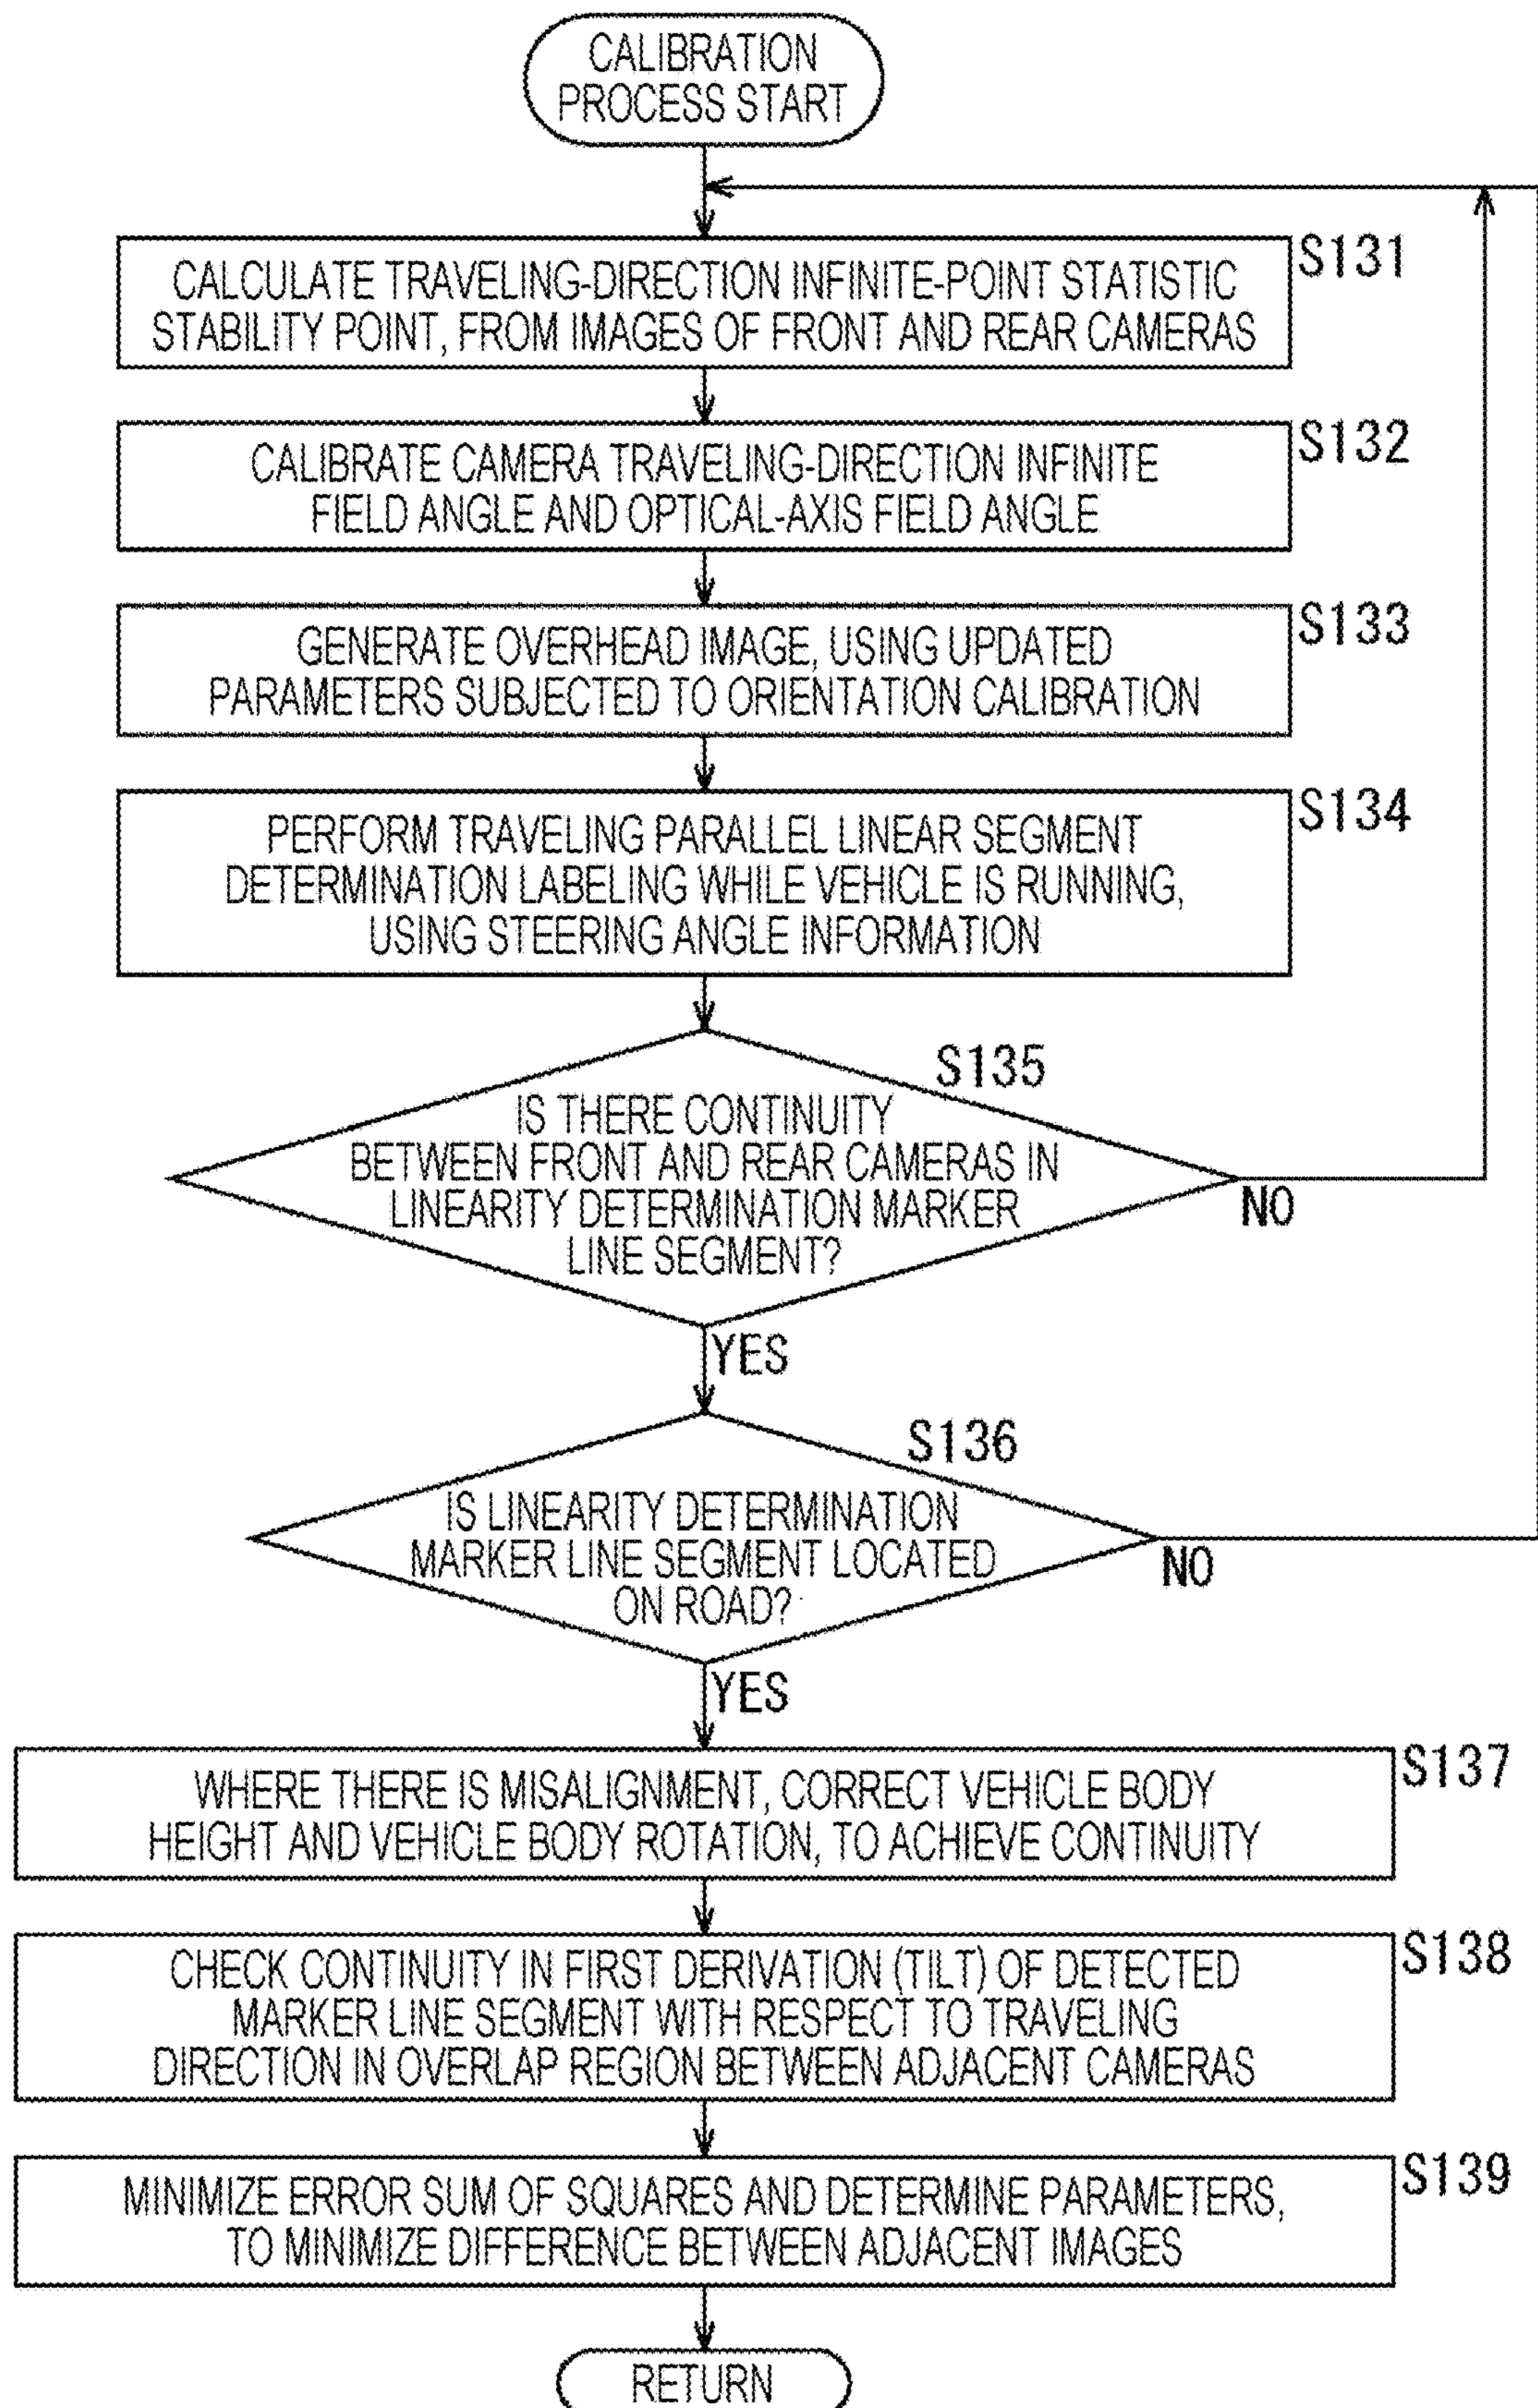 CALIBRATION
PROCESS START
S131
CALCULATE TRAVELING-DIRECTION INFINITE-POINT STATISTIC
STABILITY POINT, FROM IMAGES OF FRONT AND REAR CAMERAS
S132
CALIBRATE CAMERA TRAVELING-DIRECTION INFINITE
FIELD ANGLE AND OPTICAL-AXIS FIELD ANGLE
S133
GENERATE OVERHEAD IMAGE, USING UPDATED
PARAMETERS SUBJECTED TO ORIENTATION CALIBRATION
S134
PERFORM TRAVELING PARALLEL LINEAR SEGMENT
DETERMINATION LABELING WHILE VEHICLE IS RUNNING,
USING STEERING ANGLE INFORMATION
S135
IS THERE CONTINUITY
BETWEEN FRONT AND REAR CAMERAS IN
LINEARITY DETERMINATION MARKER
LINE SEGMENT?
NO
YES
S136
IS LINEARITY DETERMINATION
MARKER LINE SEGMENT LOCATED
ON ROAD?
NO
YES
S137
WHERE THERE IS MISALIGNMENT, CORRECT VEHICLE BODY
HEIGHT AND VEHICLE BODY ROTATION, TO ACHIEVE CONTINUITY
S138
CHECK CONTINUITY IN FIRST DERIVATION (TILT) OF DETECTED
MARKER LINE SEGMENT WITH RESPECT TO TRAVELING
DIRECTION IN OVERLAP REGION BETWEEN ADJACENT CAMERAS
S139
MINIMIZE ERROR SUM OF SQUARES AND DETERMINE PARAMETERS,
TO MINIMIZE DIFFERENCE BETWEEN ADJACENT IMAGES
RETURN